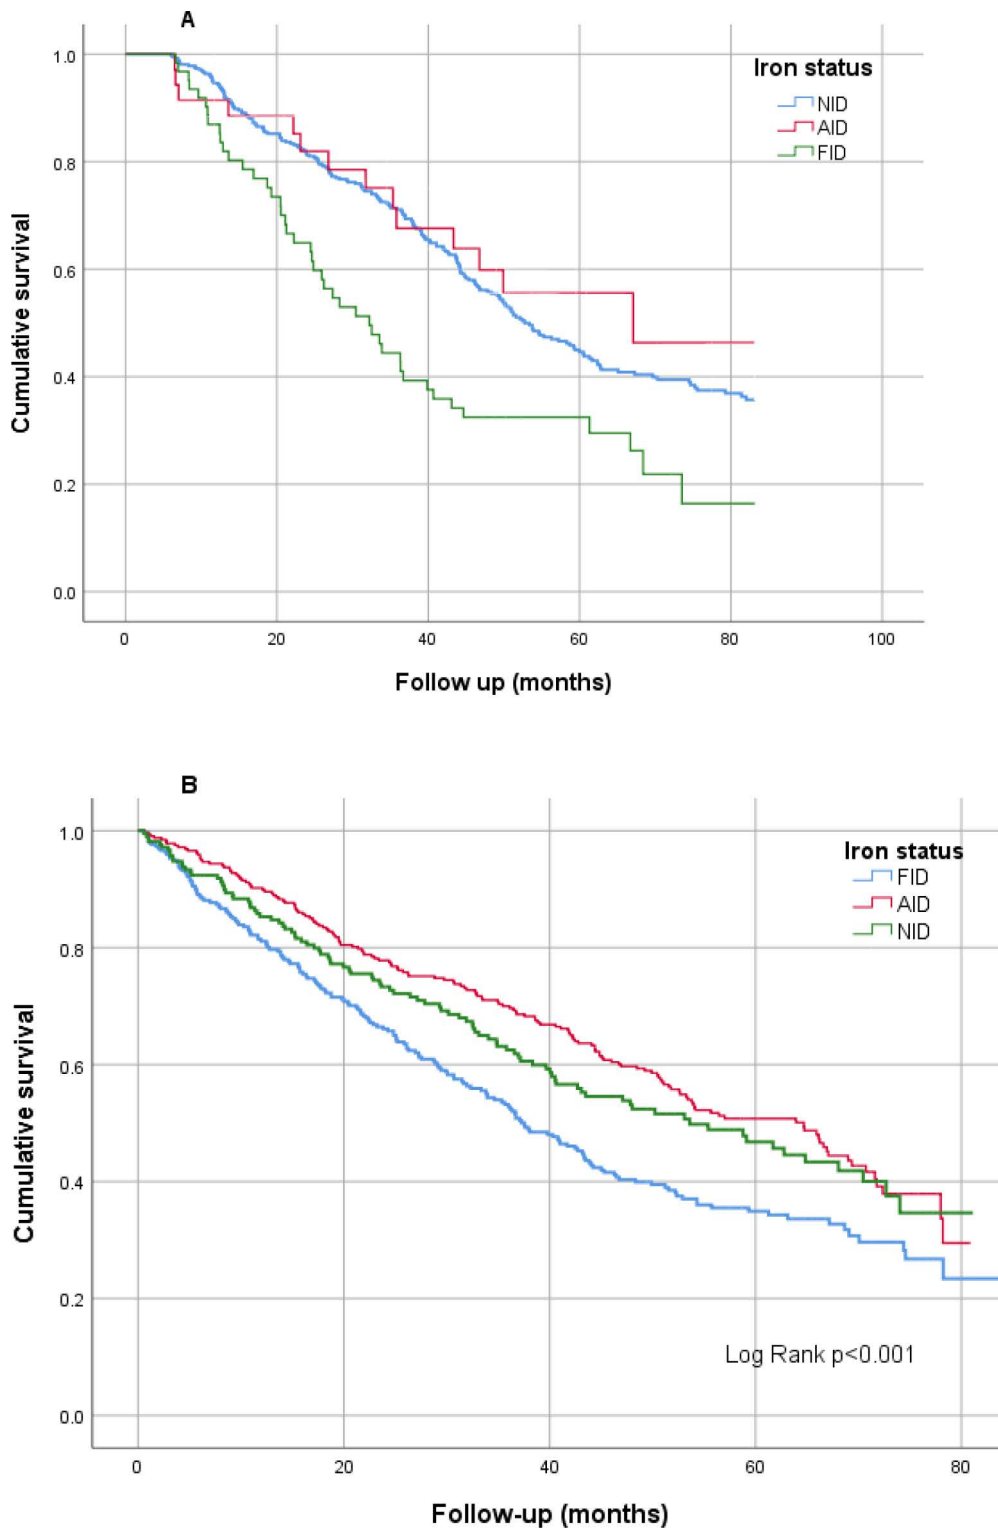 A
1.0
0.8
0.6
0.4
0.2
0.0
Cumulative survival
Iron status
NID
AID
FID
0 20 40 60 80 100
Follow up (months)
B
1.0
0.8
0.6
0.4
0.2
0.0
Cumulative survival
Iron status
FID
AID
NID
Log Rank p<0.001
0 20 40 60 80
Follow-up (months)